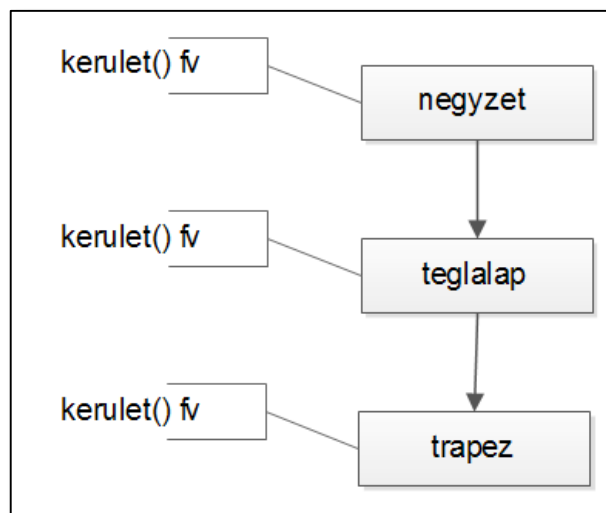 kerulet() fv
negyzet
kerulet() fv
teglalap
kerulet() fv
trapez